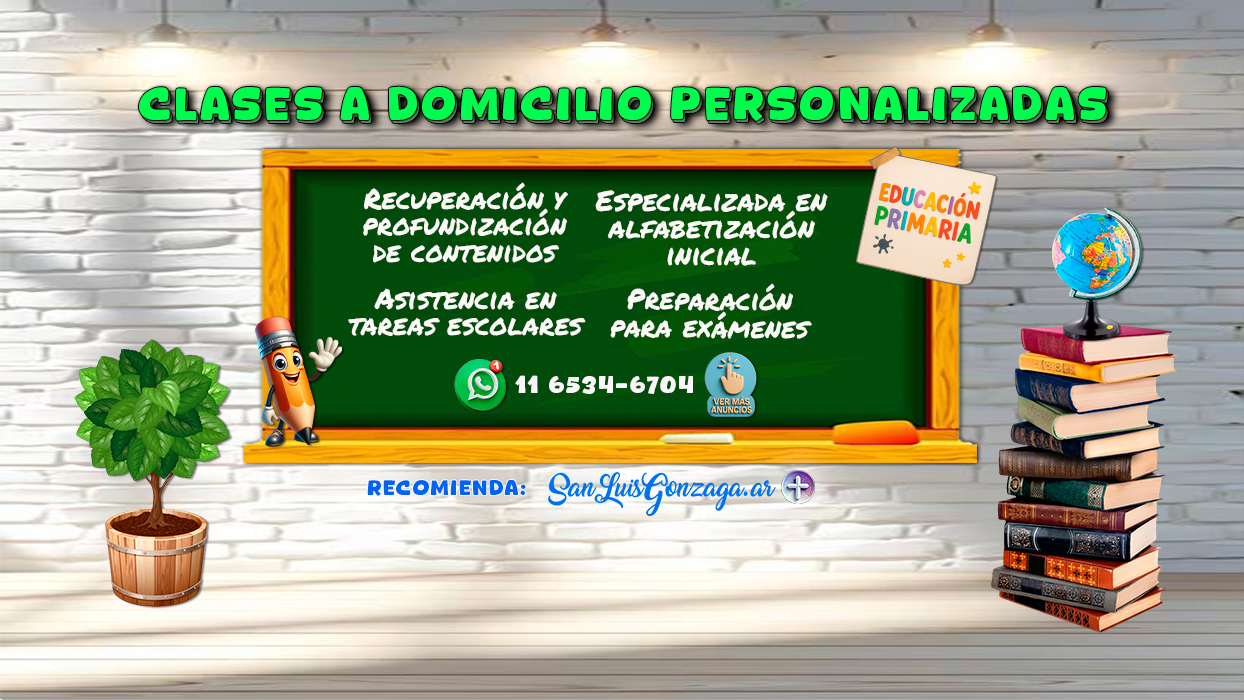 CLASES A DOMICILIO PERSONALIZADAS
RECUPERACIÓN Y
PROFUNDIZACIÓN
DE CONTENIDOS
ESPECIALIZADA EN
ALFABETIZACIÓN
INICIAL
EDUCACIÓN
PRIMARIA
ASISTENCIA EN
TAREAS ESCOLARES
PREPARACIÓN
PARA EXÁMENES
1
11 6534-6704
VER MÁS
ANUNCIOS
RECOMIENDA: SanLuisGonzaga.ar